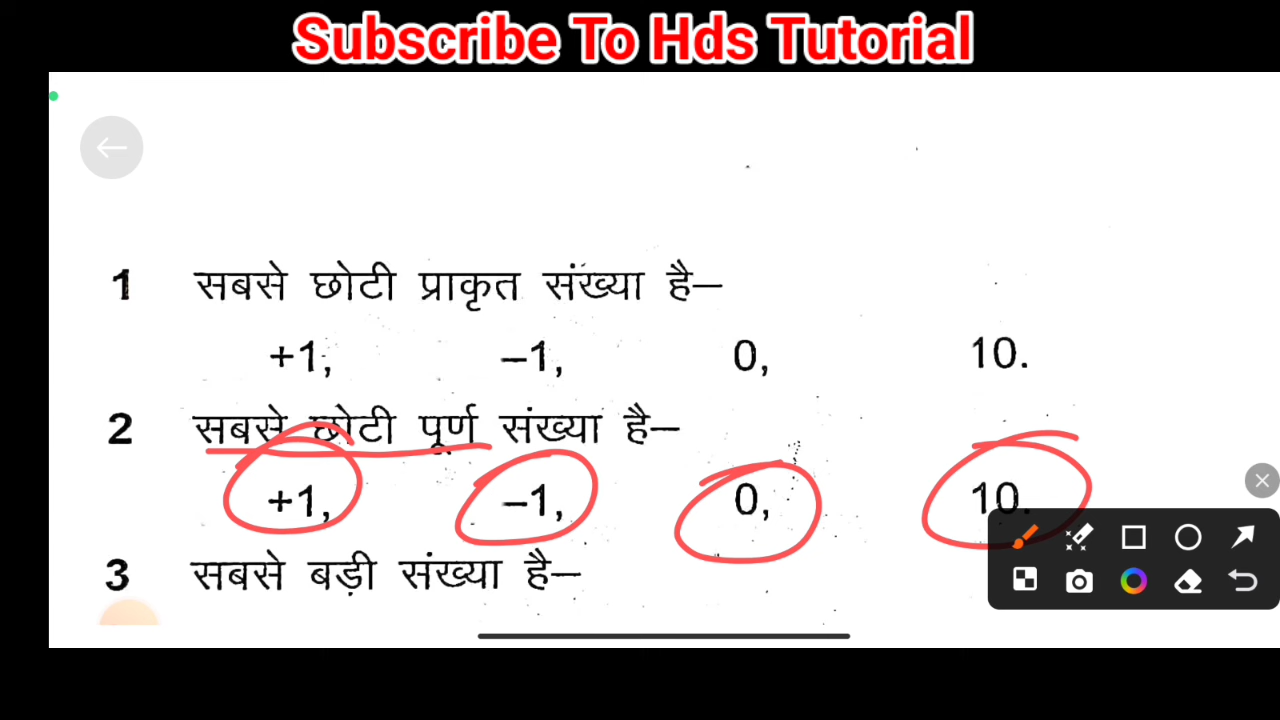 Subscribe To Hds Tutorial
1 सबसे छोटी प्राकृत संख्या है–
+1, –1, 0, 10.
2 सबसे छोटी पूर्ण संख्या है–
+1, –1, 0, 10.
3 सबसे बड़ी संख्या है–